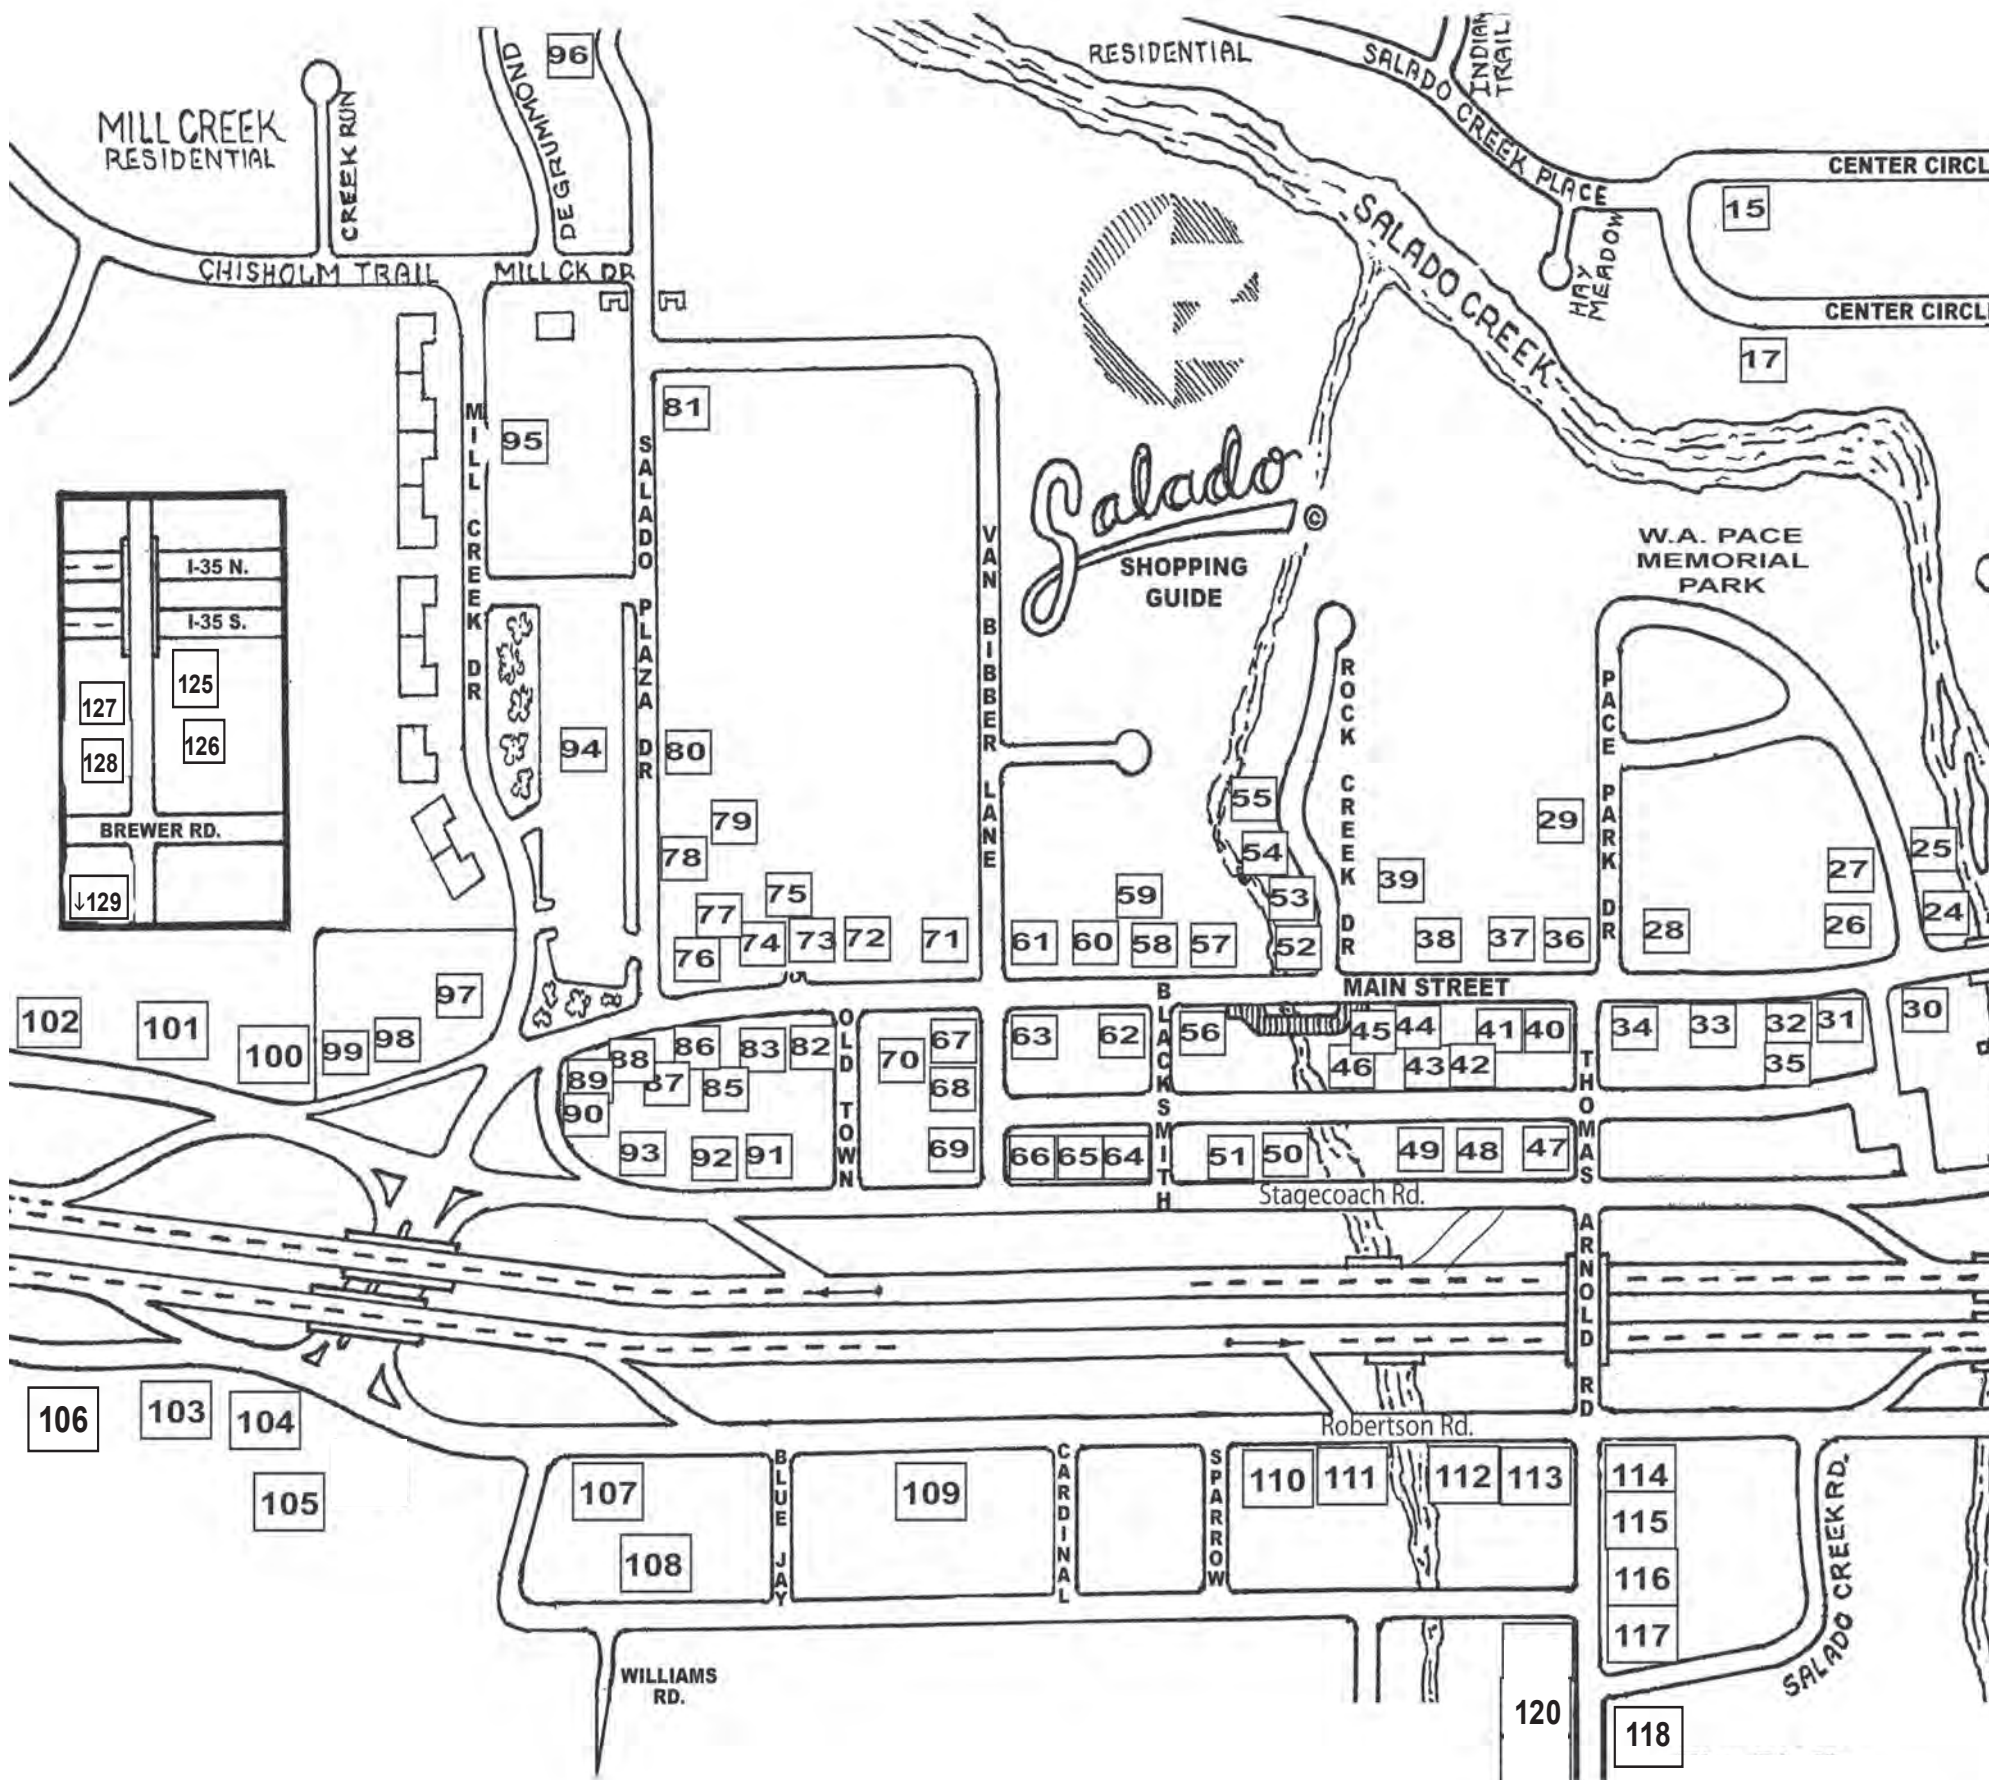 96
DEGRUMMOND
RESIDENTIAL
INDIAN
TRAIL
SALADO CREEK PLACE
MILL CREEK
RESIDENTIAL
CREEK RUN
CENTER CIRCL
15
SALADO CREEK
HAY
MEADOW
CHISHOLM TRAIL
MILL CK DR
CENTER CIRCL
17
81
95
MILL CREEK DR
SALADO PLAZA DR
VAN BIBBER LANE
Salado
©
SHOPPING
GUIDE
W.A. PACE
MEMORIAL
PARK
I-35 N.
I-35 S.
125
127
126
128
BREWER RD.
↓129
94
80
79
78
75
77
76
74
73
72
71
ROCK CREEK DR
PACE PARK DR
55
54
53
52
39
29
27
25
24
26
28
59
61
60
58
57
38
37
36
MAIN STREET
97
102
101
100
99
98
88
86
83
82
89
87
85
90
93
92
91
OLD TOWN
70
67
68
69
63
62
BLACKSMITH
56
45
44
41
40
46
43
42
THOMAS ARNOLD RD
34
33
32
31
35
30
66
65
64
51
50
49
48
47
Stagecoach Rd.
Robertson Rd.
106
103
104
105
107
108
BLUE JAY
109
CARDINAL
SPARROW
110
111
112
113
114
115
116
117
SALADO CREEK RD.
WILLIAMS
RD.
120
118